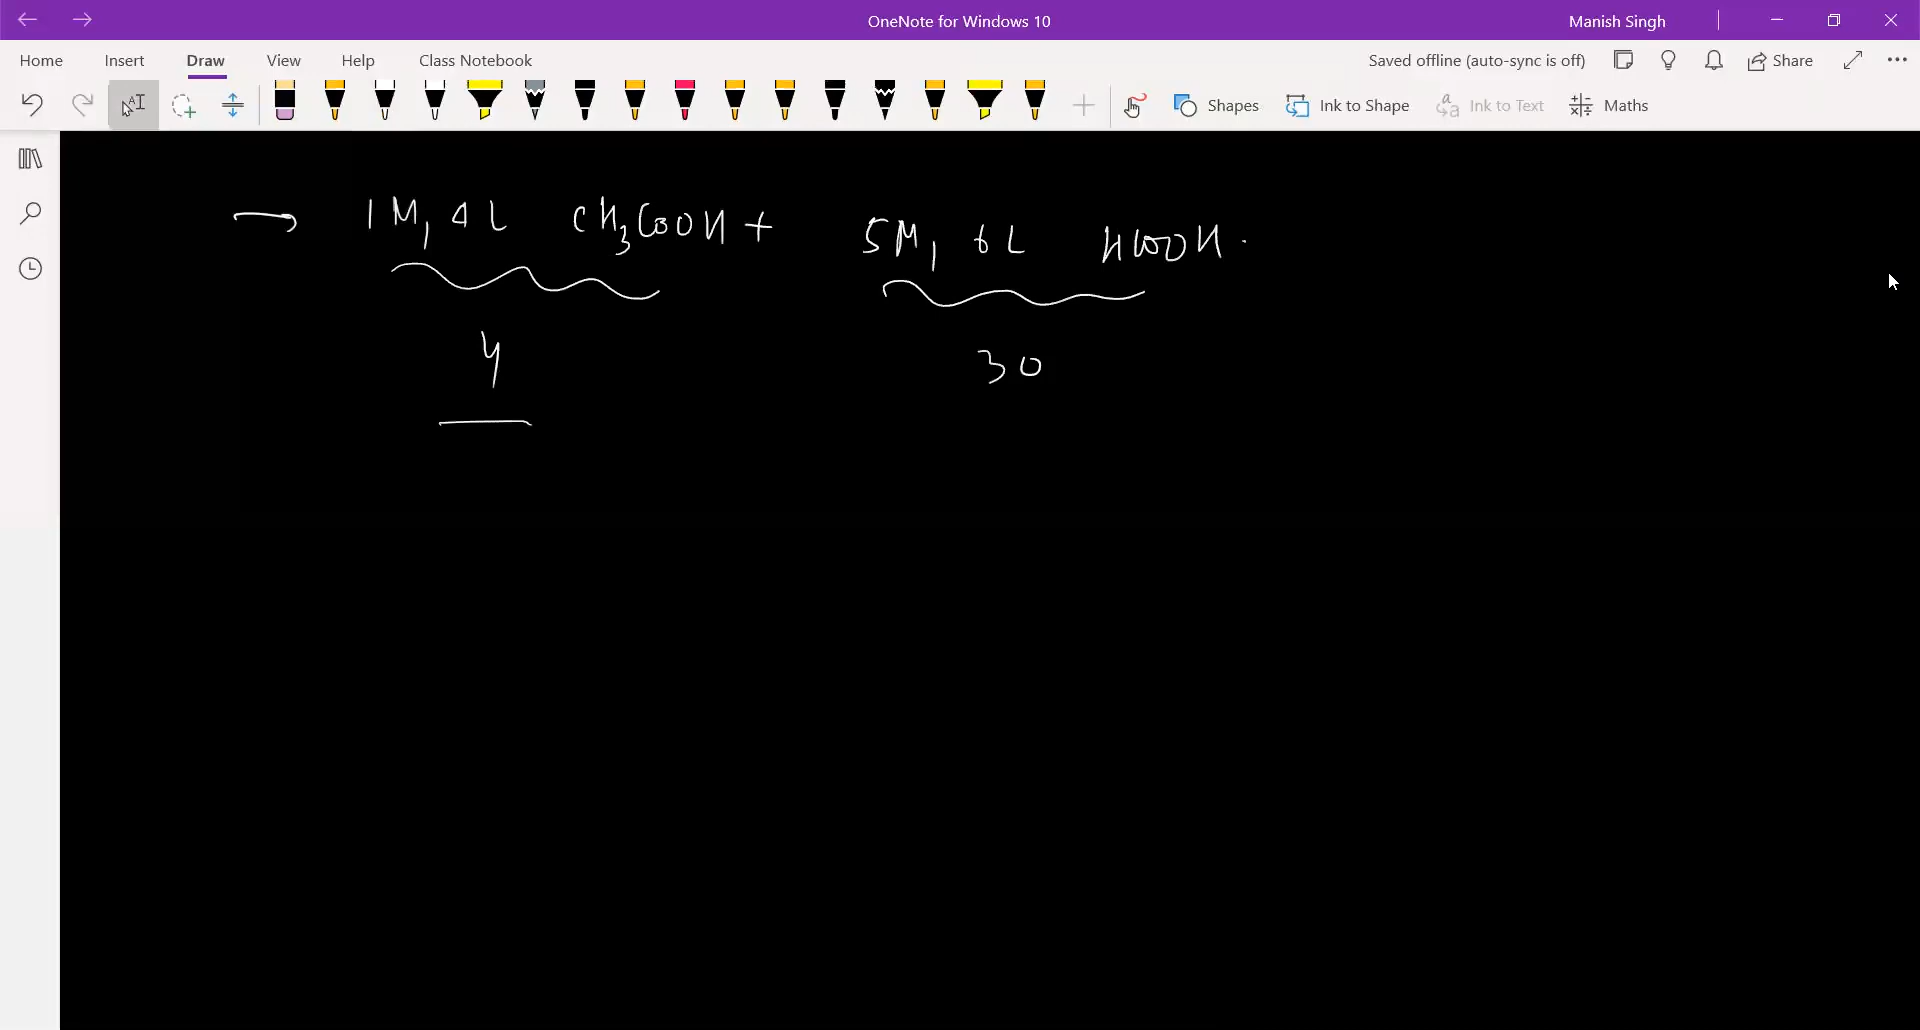 OneNote for Windows 10
Manish Singh
Home Insert Draw View Help Class Notebook
Saved offline (auto-sync is off) Share
Shapes Ink to Shape Ink to Text Maths
→ 1M, 4L CH₃COOH + 5M, 6L HCOOH.
4 30